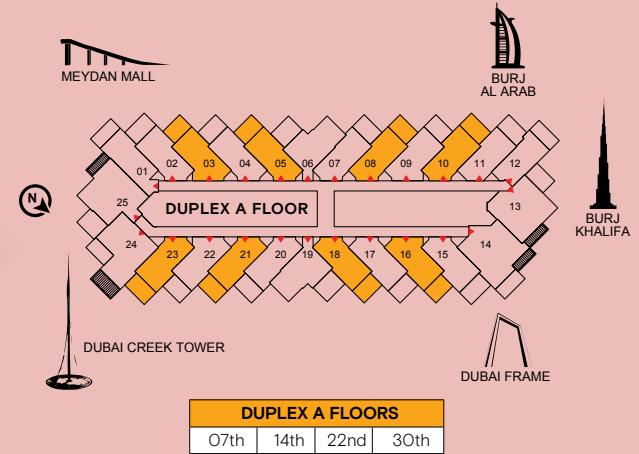 MEYDAN MALL
BURJ
AL ARAB
02 03 04 05 06 07 08 09 10 11 12
01
N
25
DUPLEX A FLOOR
13
BURJ
KHALIFA
24 23 22 21 20 19 18 17 16 15 14
DUBAI CREEK TOWER
DUBAI FRAME
DUPLEX A FLOORS
07th 14th 22nd 30th